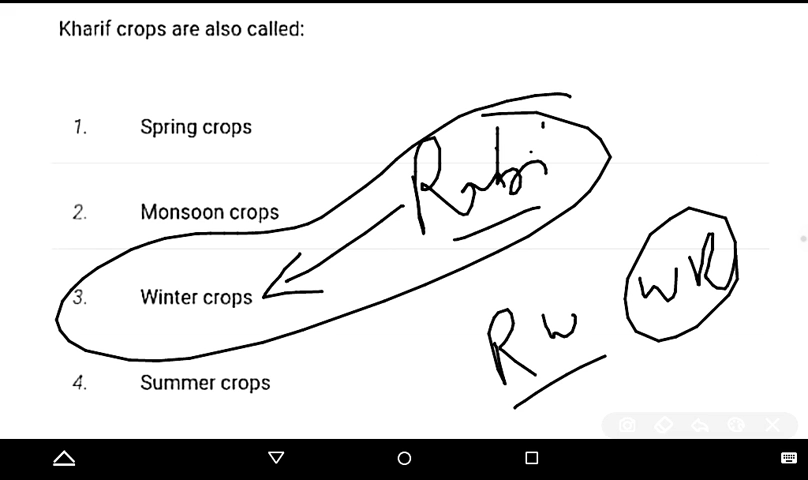 Kharif crops are also called:
1. Spring crops
Rabi
2. Monsoon crops
3. Winter crops
WR
RW
4. Summer crops